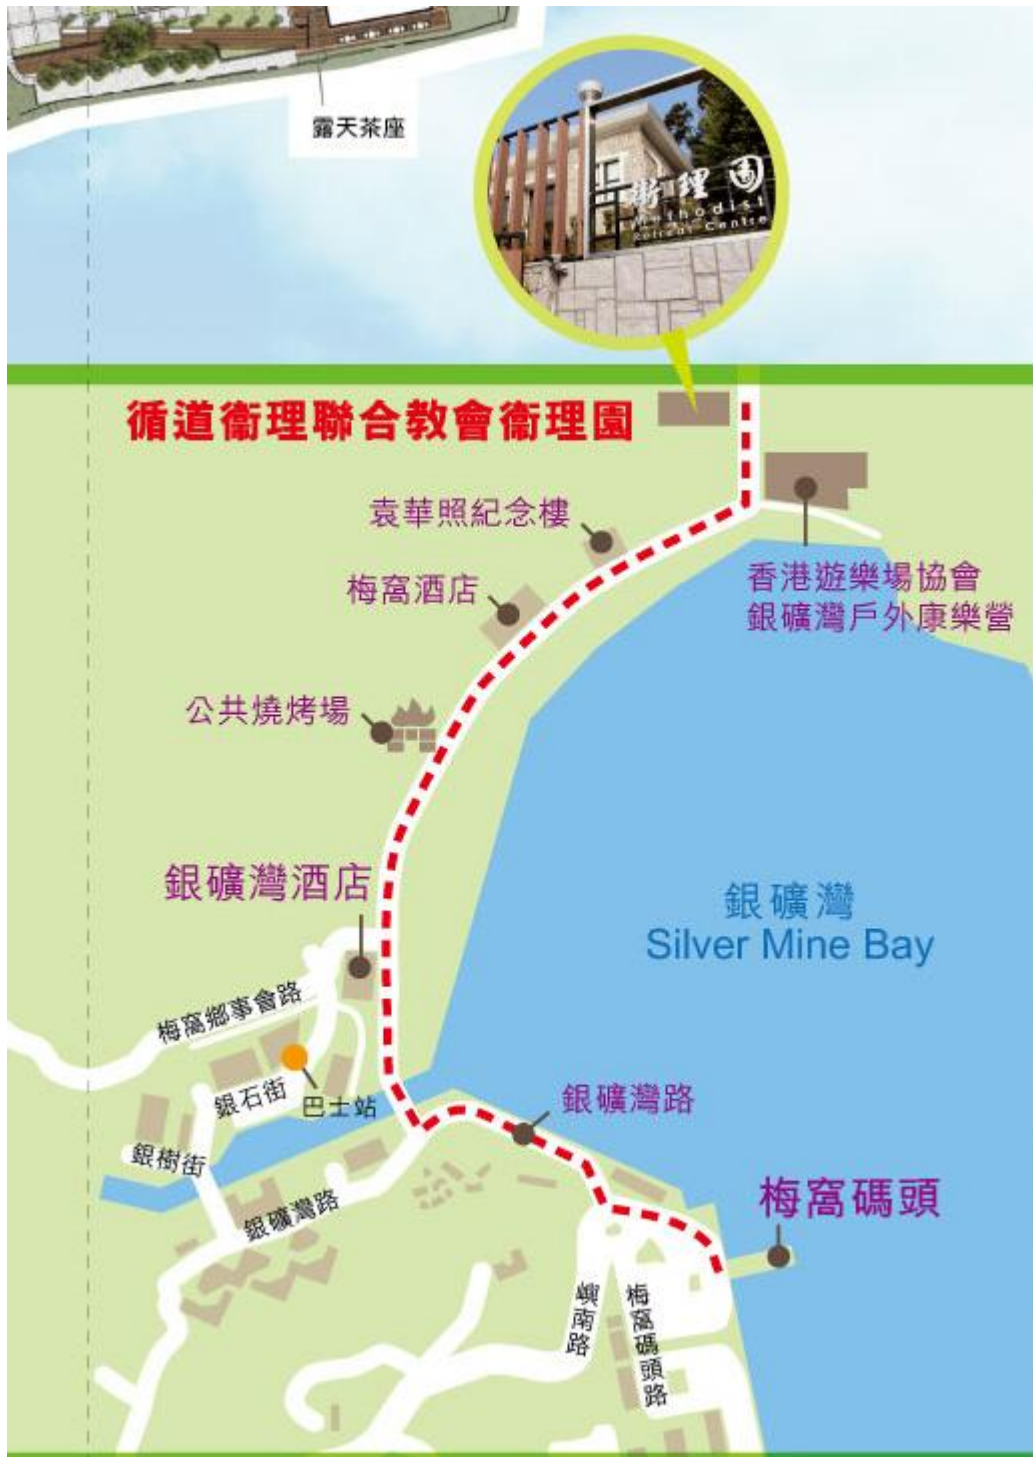 露天茶座
衞理園
Methodist
Retreat Centre
循道衞理聯合教會衞理園
袁華照紀念樓
梅窩酒店
香港遊樂場協會
銀礦灣戶外康樂營
公共燒烤場
銀礦灣酒店
銀礦灣
Silver Mine Bay
梅窩鄉事會路
銀石街
巴士站
銀礦灣路
銀樹街
梅窩碼頭
銀礦灣路
嶼南路
梅窩碼頭路